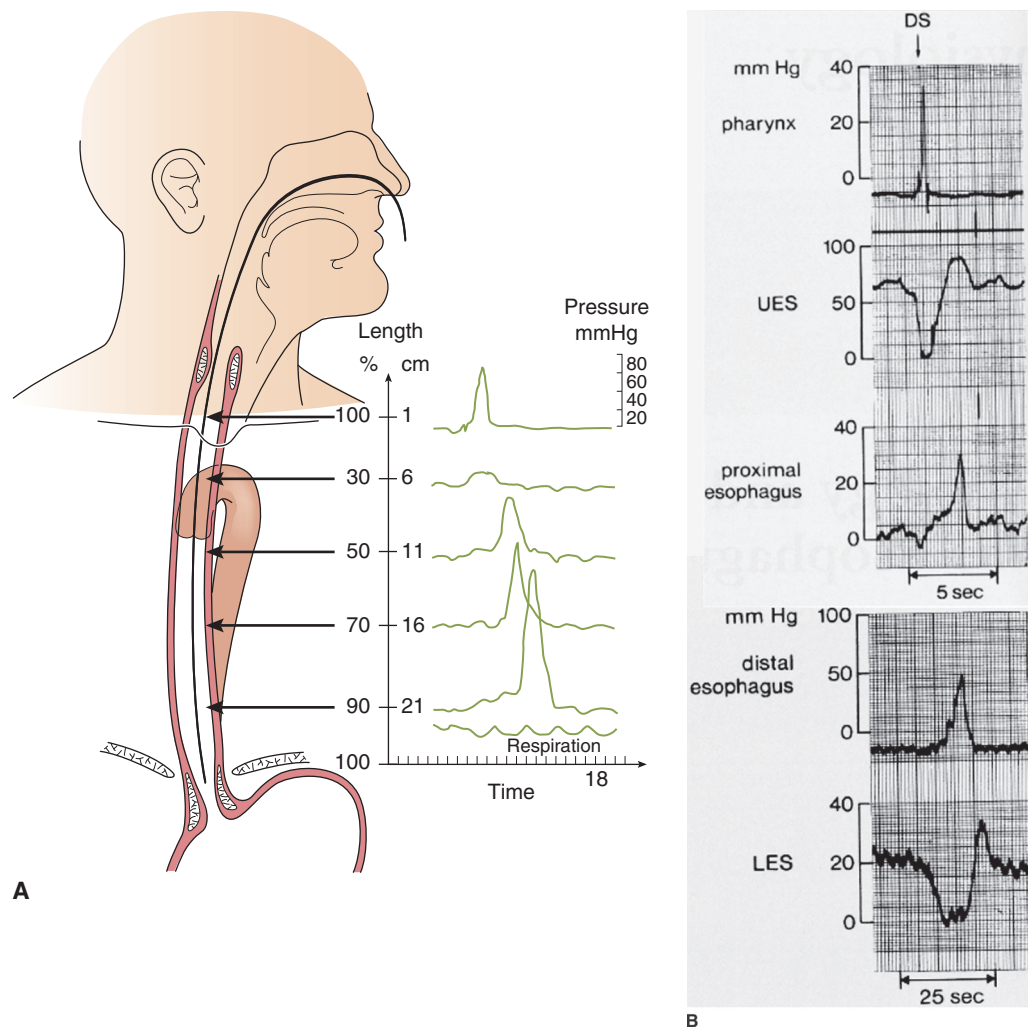 Length
% cm
Pressure
mmHg
80
60
40
20
100 1
30 6
50 11
70 16
90 21
100
Respiration
18
Time
A
DS
mm Hg
40
20
0
pharynx
100
50
0
UES
40
20
0
proximal
esophagus
5 sec
mm Hg
100
50
0
distal
esophagus
40
20
0
LES
25 sec
B